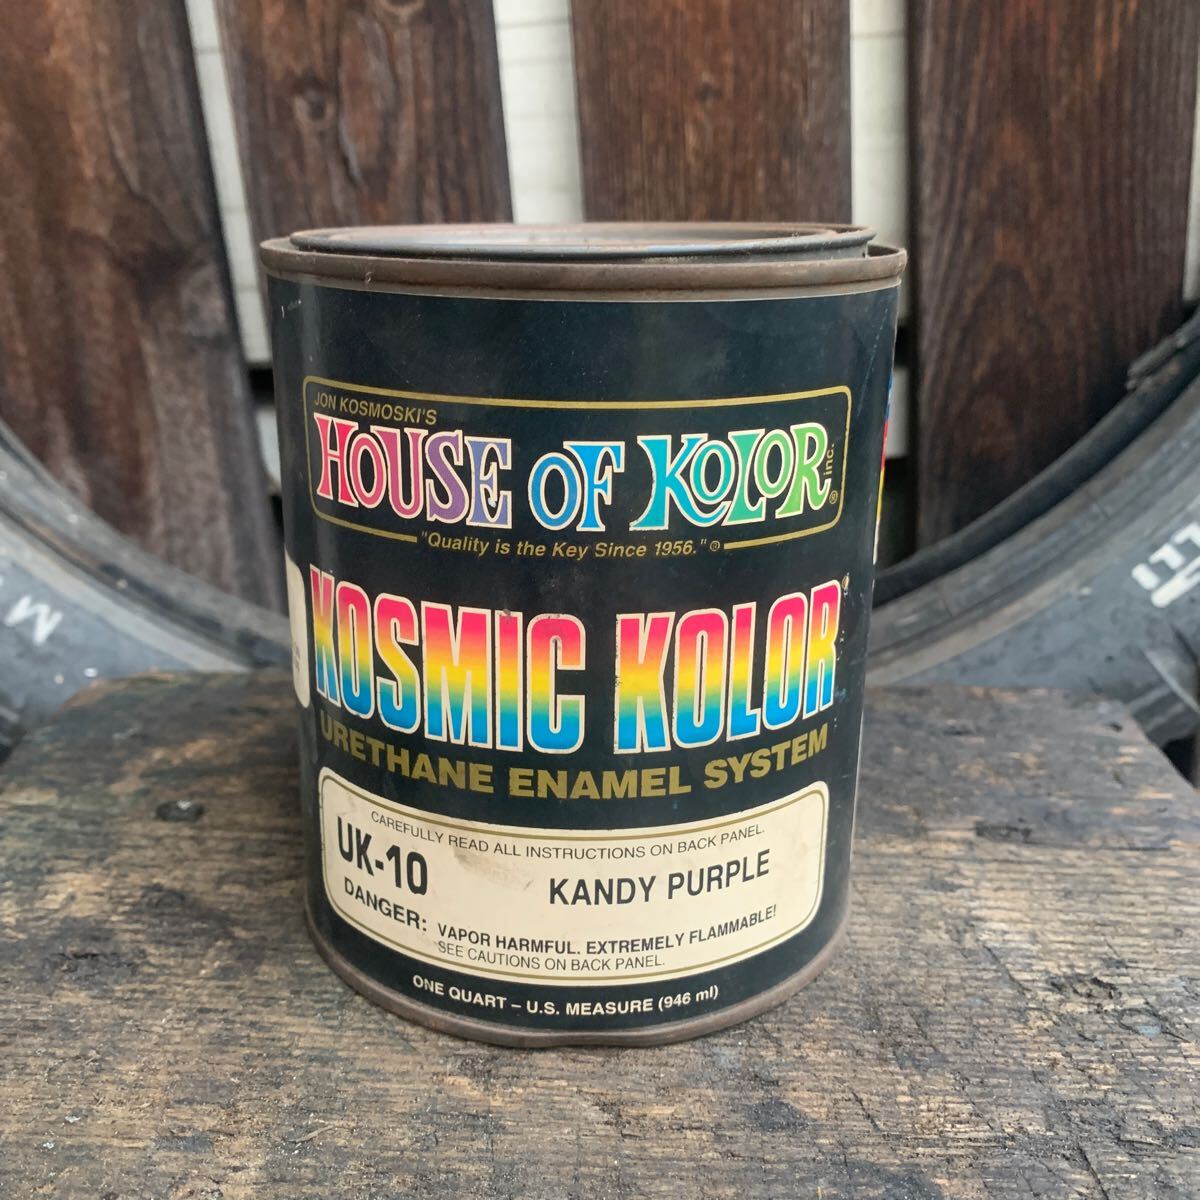 JON KOSMOSKI'S
HOUSE OF KOLOR inc.®
"Quality is the Key Since 1956."®
KOSMIC KOLOR
URETHANE ENAMEL SYSTEM
CAREFULLY READ ALL INSTRUCTIONS ON BACK PANEL.
UK-10 KANDY PURPLE
DANGER: VAPOR HARMFUL. EXTREMELY FLAMMABLE!
SEE CAUTIONS ON BACK PANEL.
ONE QUART – U.S. MEASURE (946 ml)
M